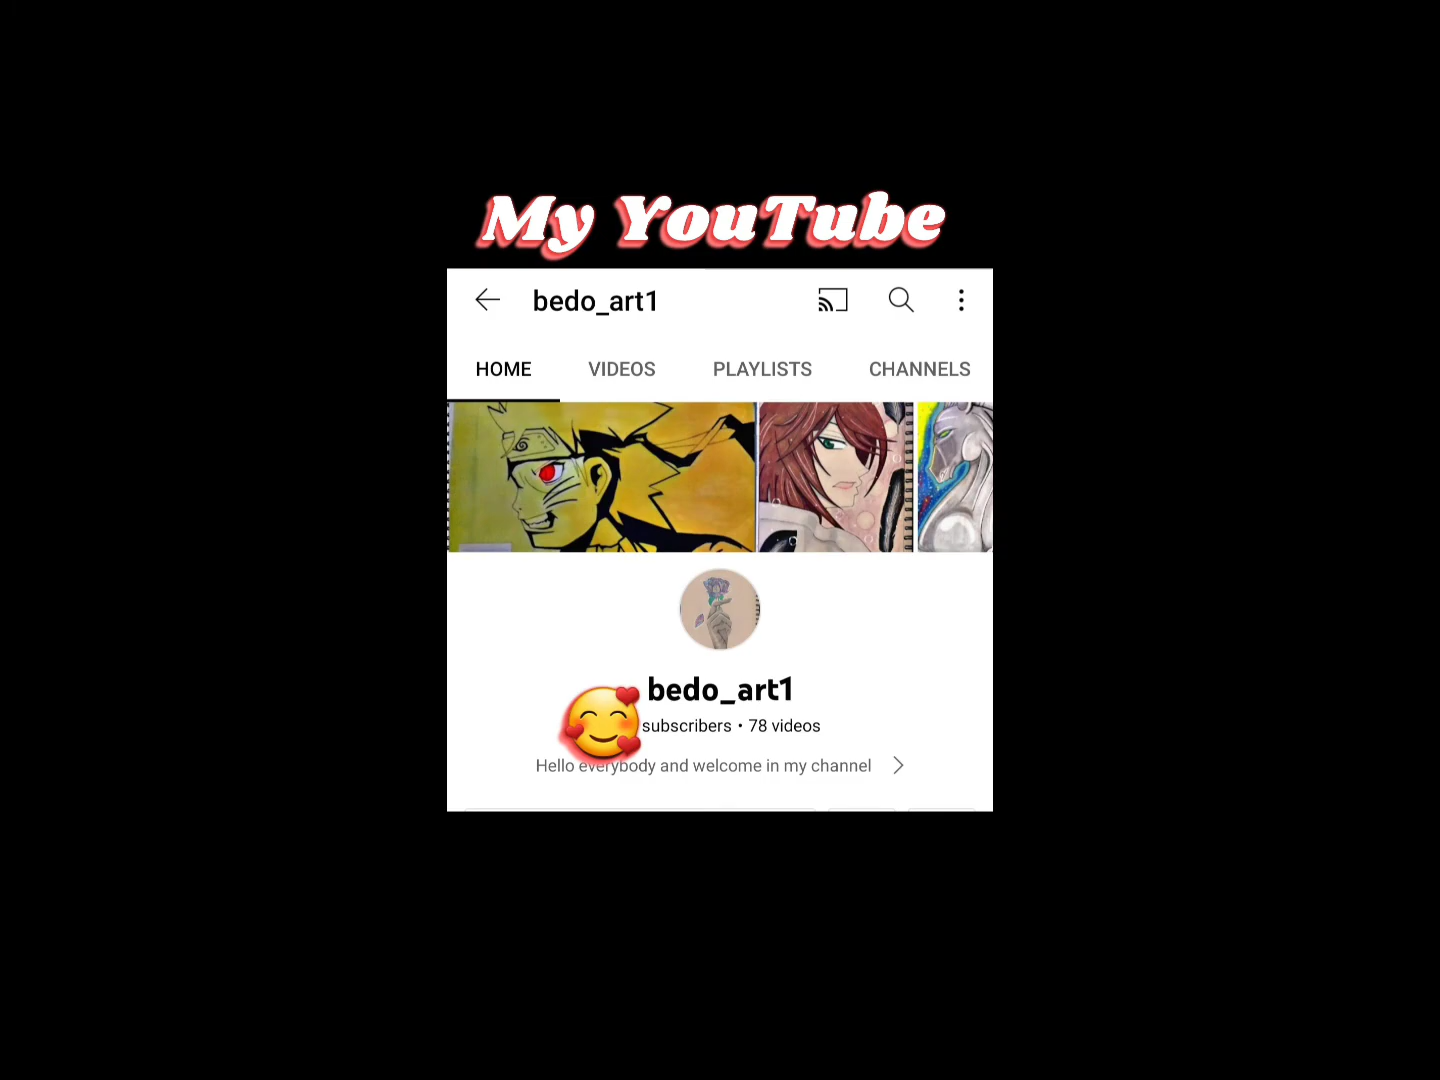 My YouTube
bedo_art1
HOME VIDEOS PLAYLISTS CHANNELS
bedo_art1
subscribers • 78 videos
Hello everybody and welcome in my channel